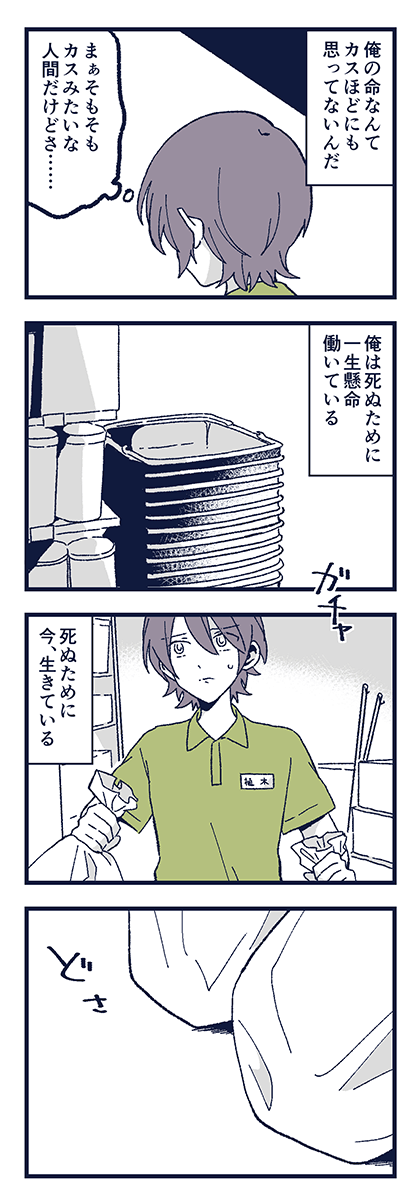 俺の命なんて
カスほどにも
思ってないんだ
まぁそもそも
カスみたいな
人間だけどさ……
俺は死ぬために
一生懸命
働いている
ガチャ
死ぬために
今、生きている
植木
どさ